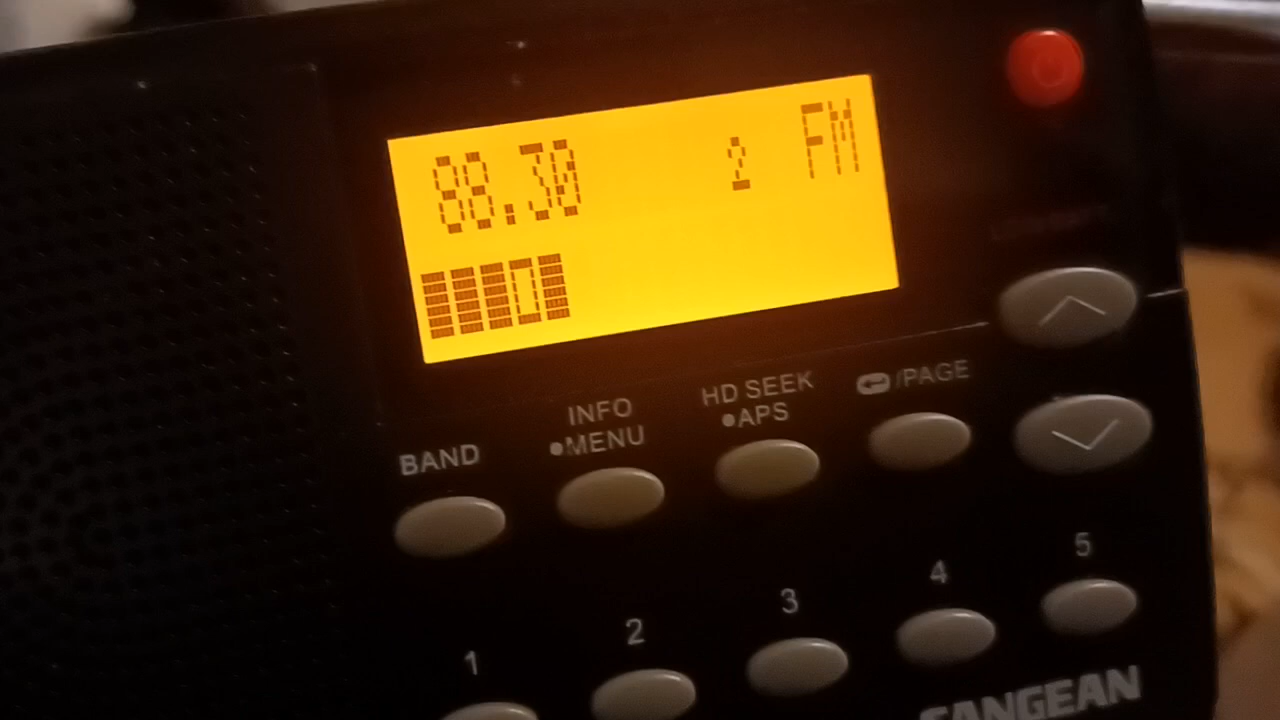 88.30 2 FM
BAND
INFO
•MENU
HD SEEK
•APS
/PAGE
1 2 3 4 5
SANGEAN